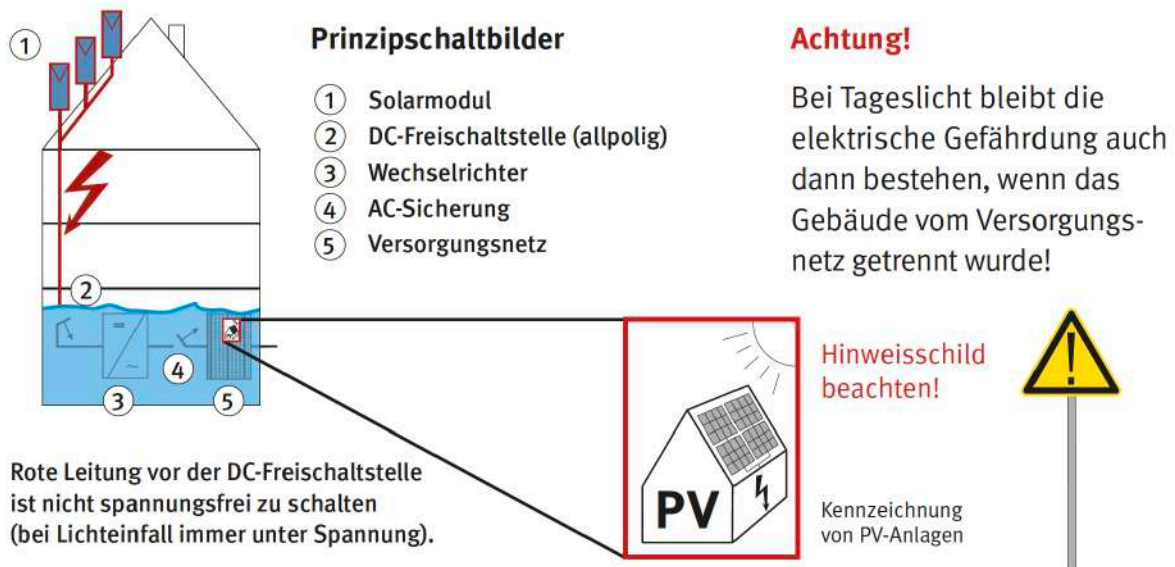 Prinzipschaltbilder
1 Solarmodul
2 DC-Freischaltstelle (allpolig)
3 Wechselrichter
4 AC-Sicherung
5 Versorgungsnetz
Achtung!
Bei Tageslicht bleibt die
elektrische Gefährdung auch
dann bestehen, wenn das
Gebäude vom Versorgungs-
netz getrennt wurde!
1
2
3
4
5
Rote Leitung vor der DC-Freischaltstelle
ist nicht spannungsfrei zu schalten
(bei Lichteinfall immer unter Spannung).
PV
Hinweisschild
beachten!
Kennzeichnung
von PV-Anlagen
!